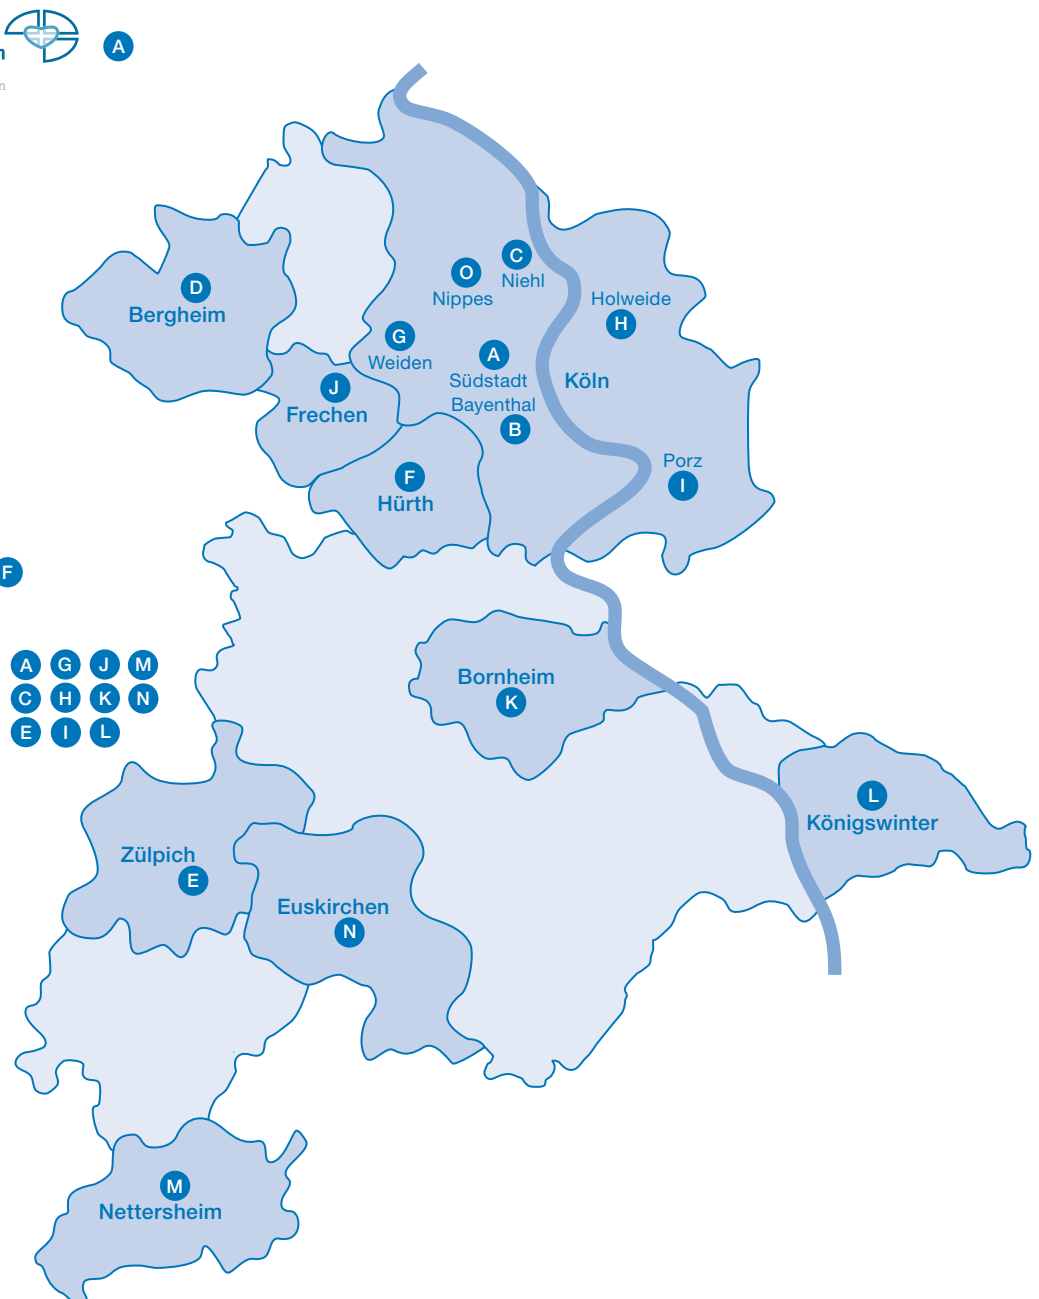 n
A
n
C
O
Niehl
Nippes
Holweide
D
Bergheim
H
G
Weiden
A
Südstadt
Köln
J
Frechen
Bayenthal
B
Porz
I
F
Hürth
F
A G J M
C H K N
E I L
Bornheim
K
L
Königswinter
Zülpich
E
Euskirchen
N
M
Nettersheim